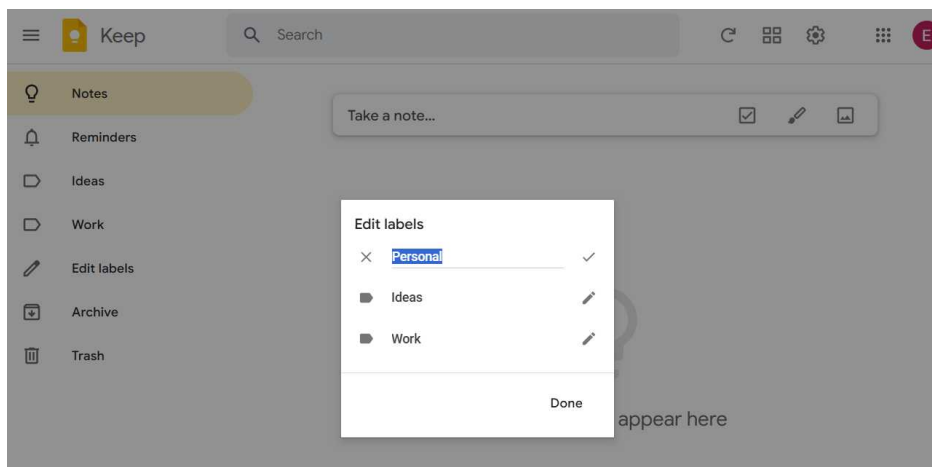 Keep
Search
E
Notes
Take a note...
Reminders
Ideas
Work
Edit labels
Archive
Trash
Edit labels
Personal
Ideas
Work
Done
appear here